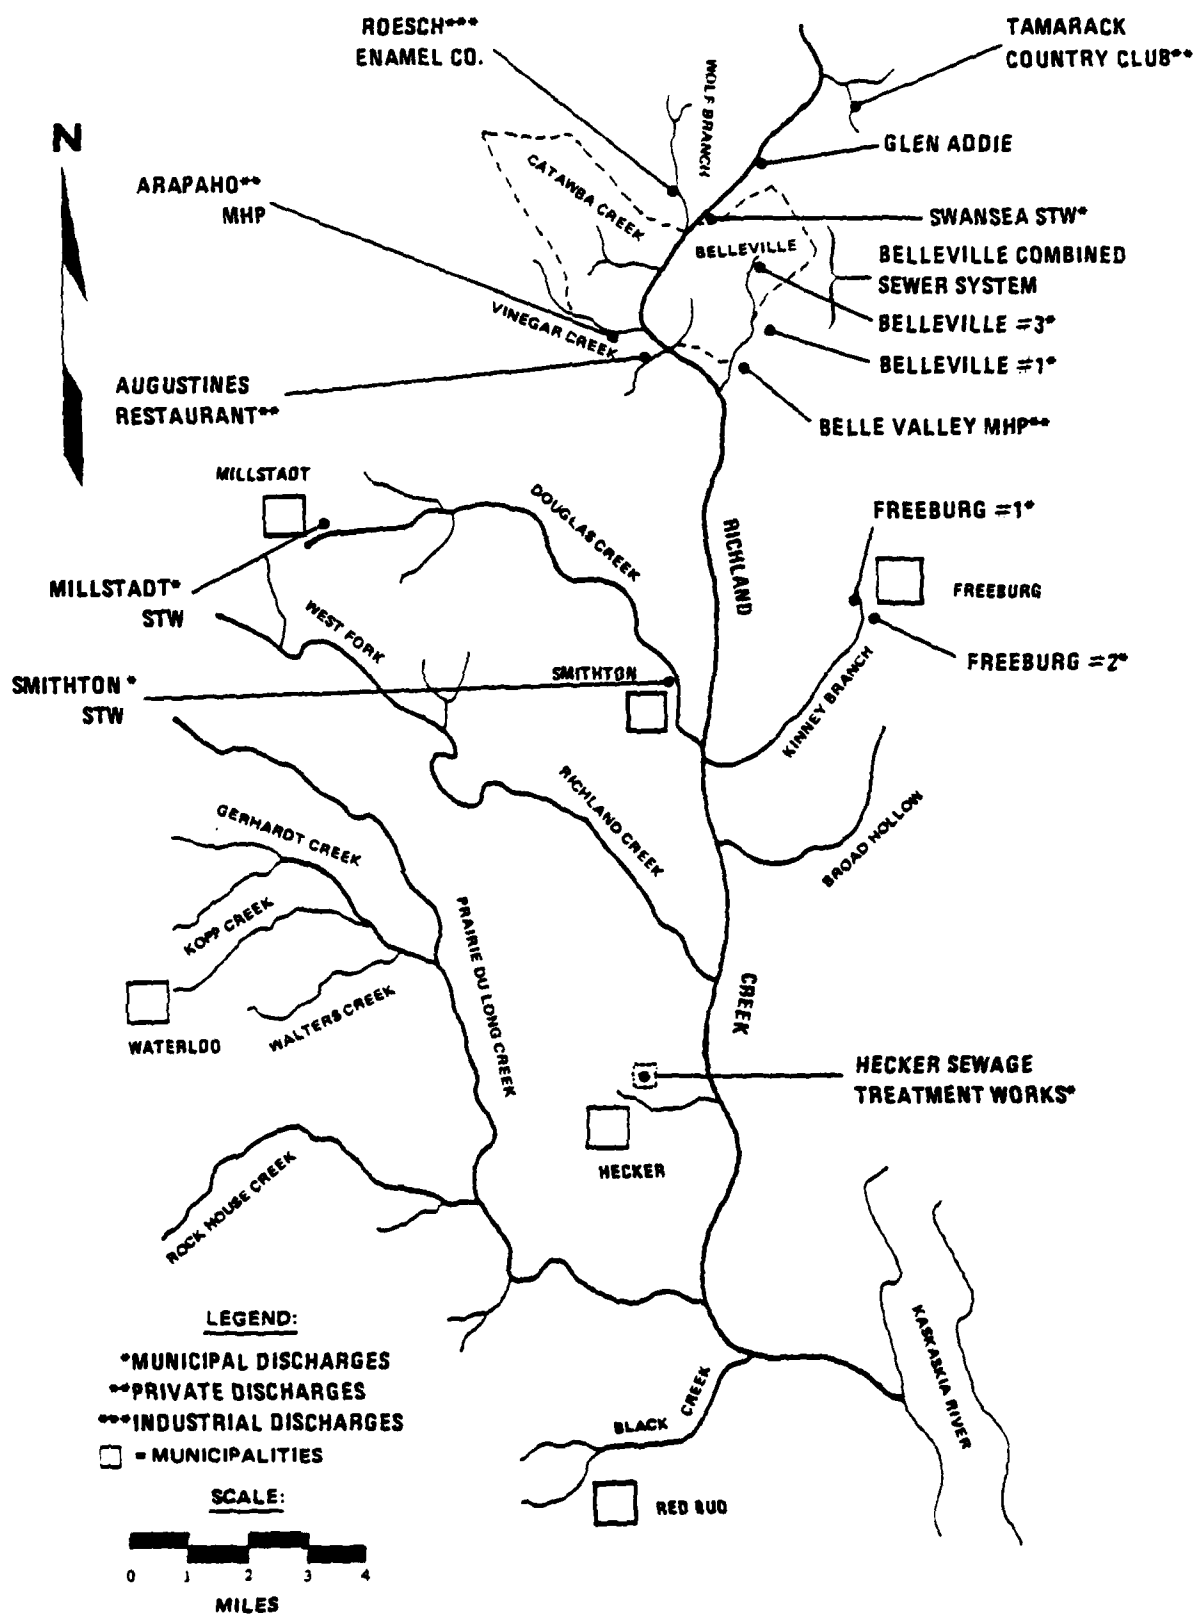 ROESCH***
ENAMEL CO.
TAMARACK
COUNTRY CLUB**
WOLF BRANCH
N
GLEN ADDIE
CATAWBA CREEK
ARAPAHO**
MHP
SWANSEA STW*
BELLEVILLE
BELLEVILLE COMBINED
SEWER SYSTEM
VINEGAR CREEK
BELLEVILLE #3*
BELLEVILLE #1*
AUGUSTINES
RESTAURANT**
BELLE VALLEY MHP**
MILLSTADT
DOUGLAS CREEK
FREEBURG #1*
RICHLAND
MILLSTADT*
STW
FREEBURG
WEST FORK
FREEBURG #2*
SMITHTON
SMITHTON *
STW
KINNEY BRANCH
RICHLAND CREEK
GERHARDT CREEK
BROAD HOLLOW
KOPP CREEK
PRAIRIE DU LONG CREEK
CREEK
WALTERS CREEK
WATERLOO
HECKER SEWAGE
TREATMENT WORKS*
HECKER
ROCK HOUSE CREEK
KASKASKIA RIVER
LEGEND:
*MUNICIPAL DISCHARGES
**PRIVATE DISCHARGES
***INDUSTRIAL DISCHARGES
= MUNICIPALITIES
BLACK CREEK
RED BUD
SCALE:
0 1 2 3 4
MILES